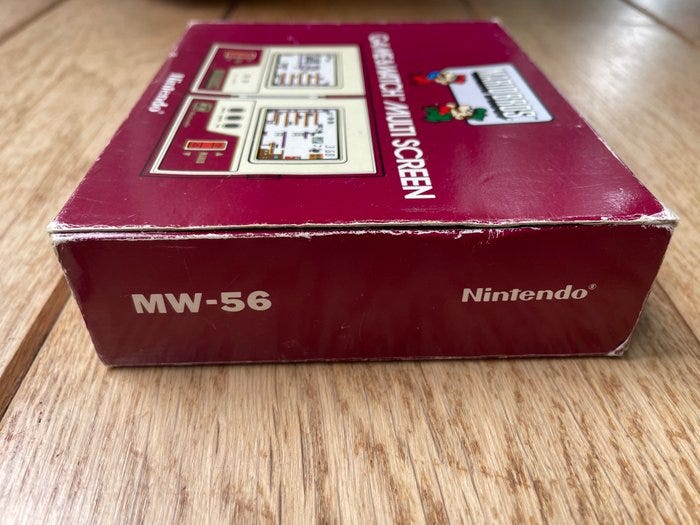 MW-56
Nintendo®
GAME&WATCH / MULTI SCREEN
Nintendo